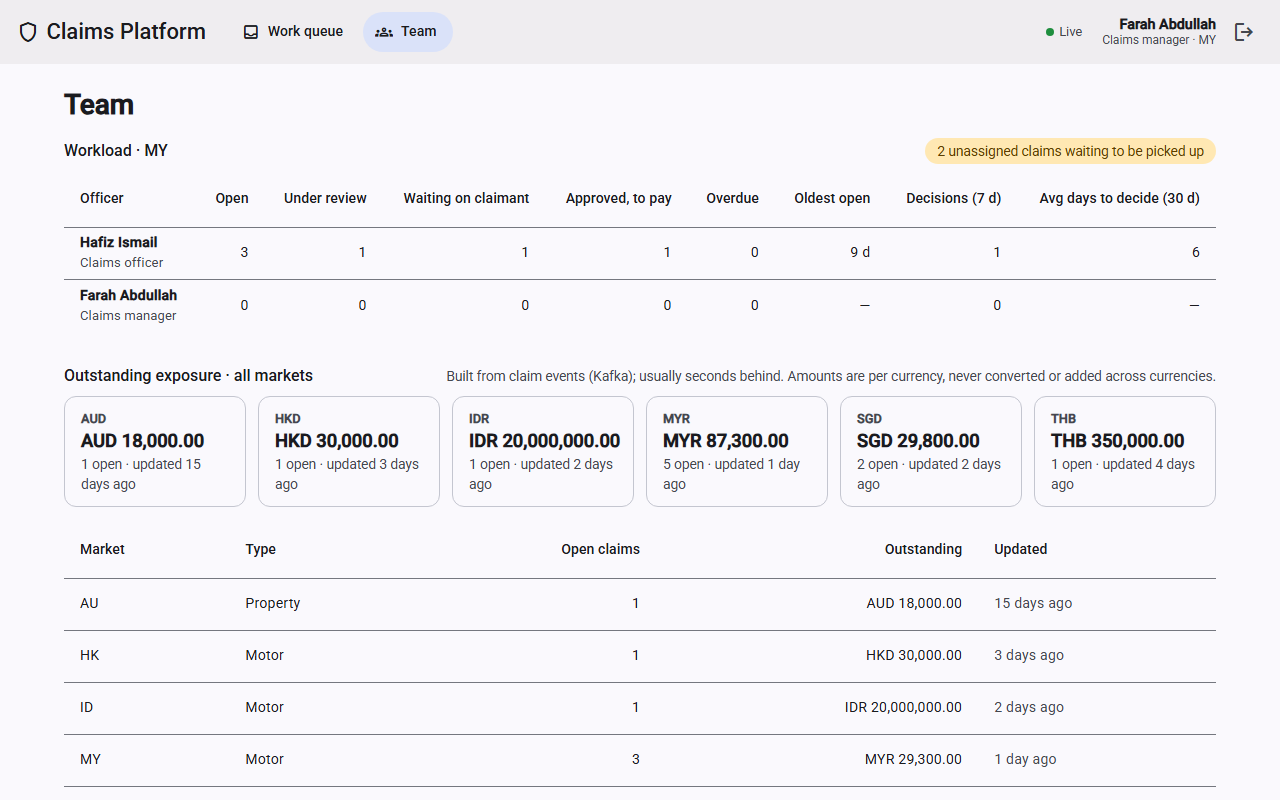 Claims Platform
Work queue
Team
Live
Farah Abdullah
Claims manager · MY
Team
Workload · MY
2 unassigned claims waiting to be picked up
Officer Open Under review Waiting on claimant Approved, to pay Overdue Oldest open Decisions (7 d) Avg days to decide (30 d)
Hafiz Ismail
Claims officer
3 1 1 1 0 9 d 1 6
Farah Abdullah
Claims manager
0 0 0 0 0 — 0 —
Outstanding exposure · all markets
Built from claim events (Kafka); usually seconds behind. Amounts are per currency, never converted or added across currencies.
AUD
AUD 18,000.00
1 open · updated 15
days ago
HKD
HKD 30,000.00
1 open · updated 3 days
ago
IDR
IDR 20,000,000.00
1 open · updated 2 days
ago
MYR
MYR 87,300.00
5 open · updated 1 day
ago
SGD
SGD 29,800.00
2 open · updated 2 days
ago
THB
THB 350,000.00
1 open · updated 4 days
ago
Market Type Open claims Outstanding Updated
AU Property 1 AUD 18,000.00 15 days ago
HK Motor 1 HKD 30,000.00 3 days ago
ID Motor 1 IDR 20,000,000.00 2 days ago
MY Motor 3 MYR 29,300.00 1 day ago